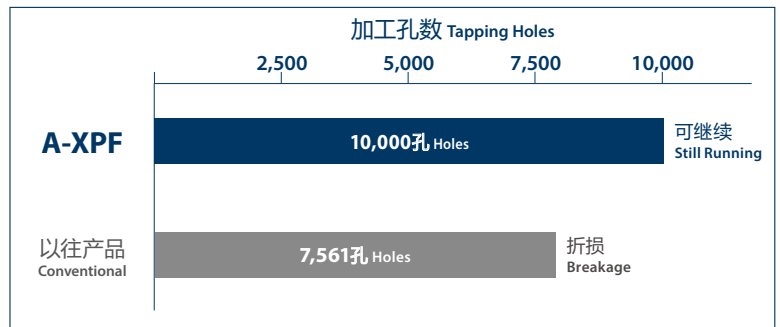 加工孔数 Tapping Holes
2,500 5,000 7,500 10,000
A-XPF
10,000孔 Holes
可继续
Still Running
以往产品
Conventional
7,561孔 Holes
折损
Breakage